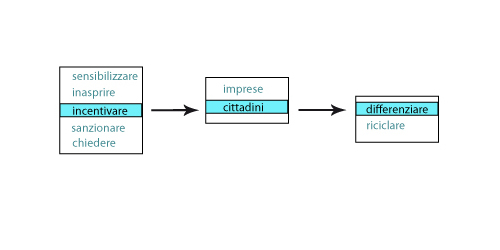 sensibilizzare
inasprire
incentivare
sanzionare
chiedere
imprese
cittadini
differenziare
riciclare